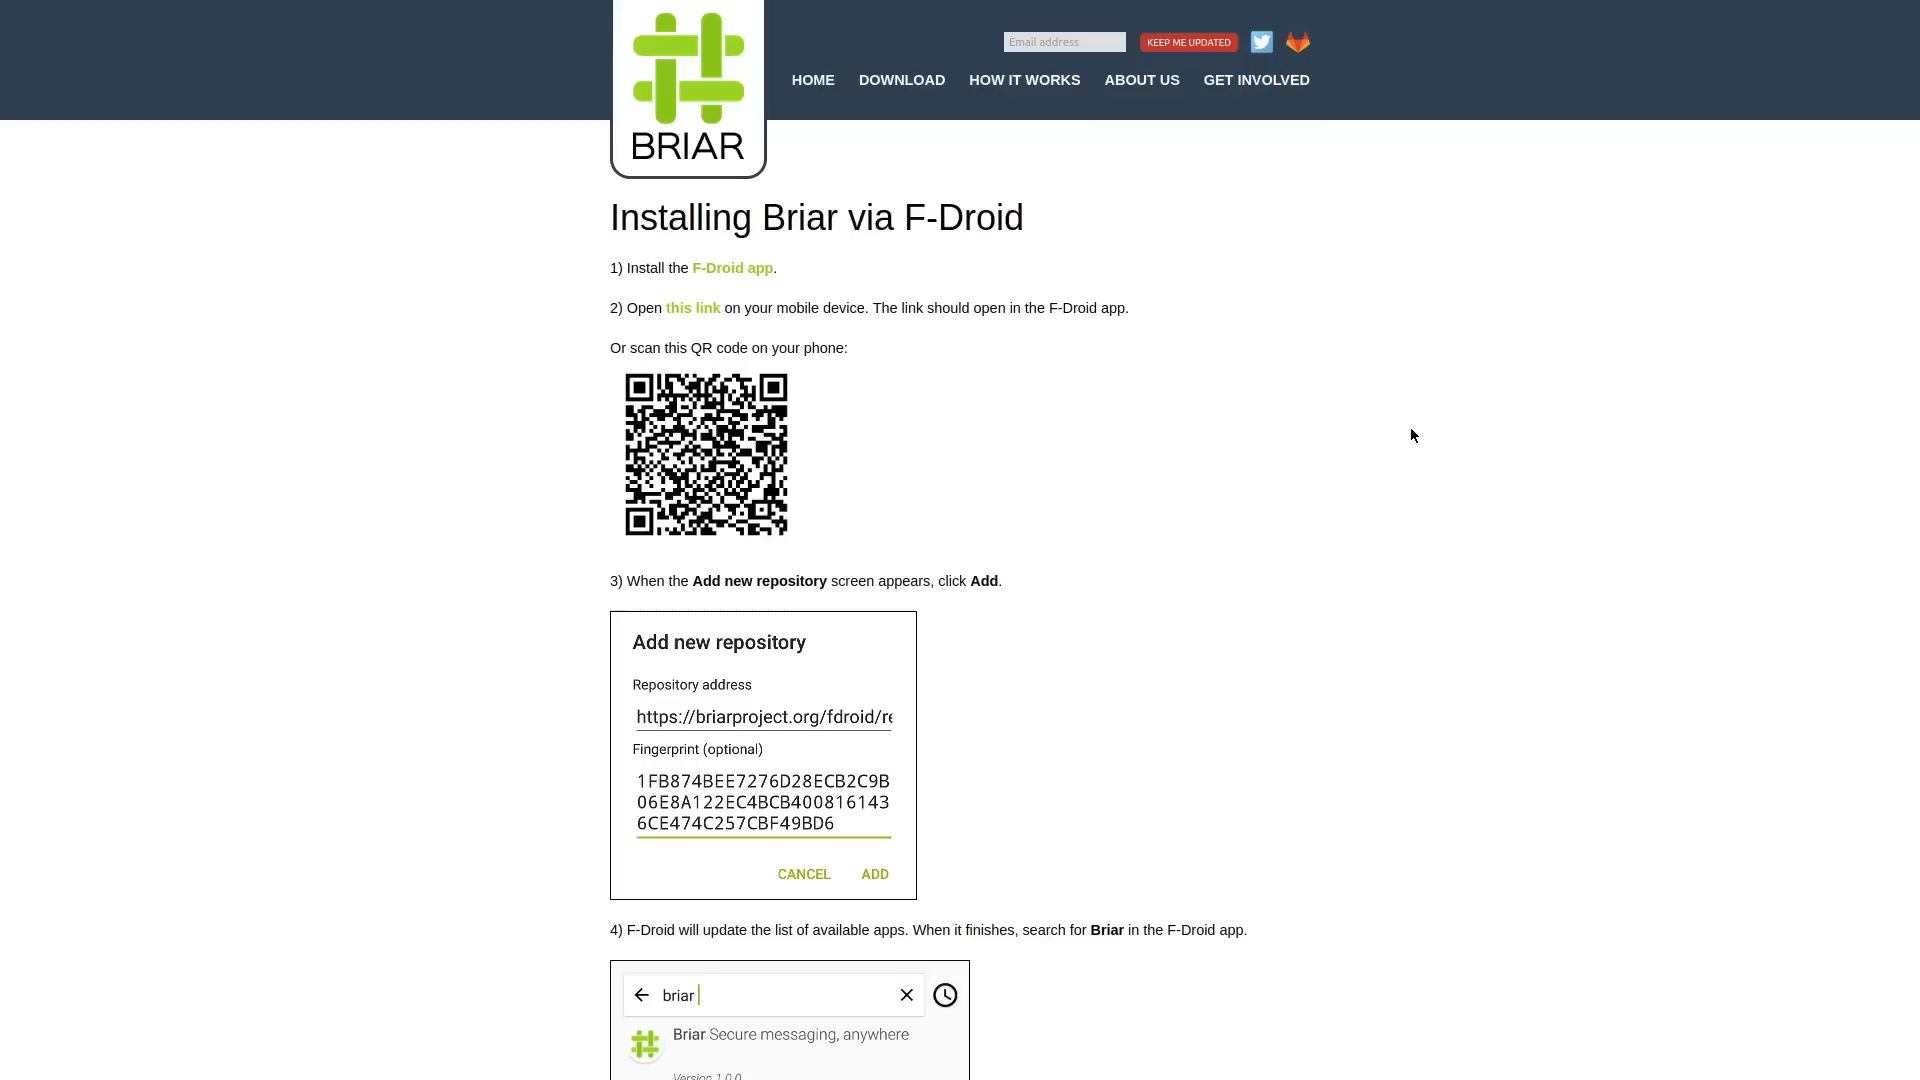 BRIAR
Email address
KEEP ME UPDATED
HOME DOWNLOAD HOW IT WORKS ABOUT US GET INVOLVED
Installing Briar via F-Droid
1) Install the F-Droid app.
2) Open this link on your mobile device. The link should open in the F-Droid app.
Or scan this QR code on your phone:
3) When the Add new repository screen appears, click Add.
Add new repository
Repository address
https://briarproject.org/fdroid/re
Fingerprint (optional)
1FB874BEE7276D28ECB2C9B
06E8A122EC4BCB400816143
6CE474C257CBF49BD6
CANCEL ADD
4) F-Droid will update the list of available apps. When it finishes, search for Briar in the F-Droid app.
briar
Briar Secure messaging, anywhere
Version 1.0.0